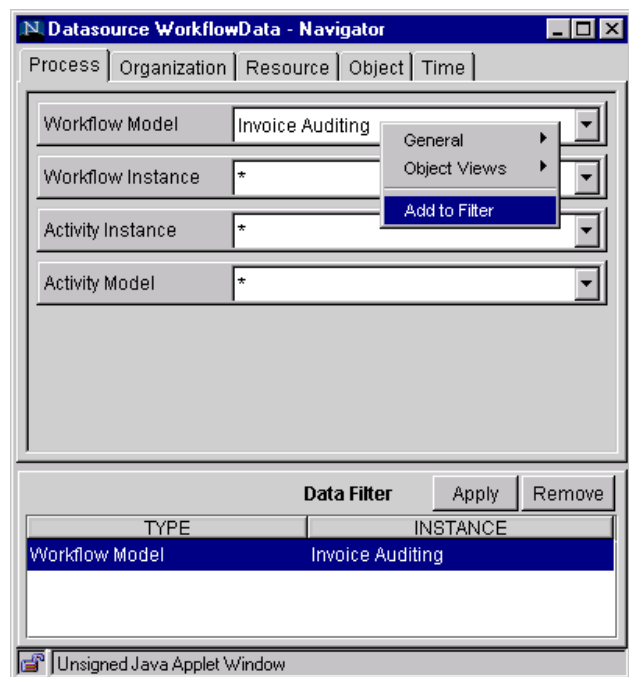 N Datasource WorkflowData - Navigator
Process Organization Resource Object Time
Workflow Model Invoice Auditing
General
Object Views
Add to Filter
Workflow Instance *
Activity Instance *
Activity Model *
Data Filter Apply Remove
TYPE INSTANCE
Workflow Model Invoice Auditing
Unsigned Java Applet Window